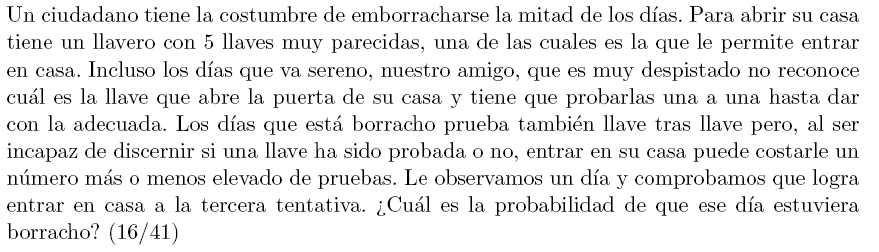 Un ciudadano tiene la costumbre de emborracharse la mitad de los días. Para abrir su casa
tiene un llavero con 5 llaves muy parecidas, una de las cuales es la que le permite entrar
en casa. Incluso los días que va sereno, nuestro amigo, que es muy despistado no reconoce
cuál es la llave que abre la puerta de su casa y tiene que probarlas una a una hasta dar
con la adecuada. Los días que está borracho prueba también llave tras llave pero, al ser
incapaz de discernir si una llave ha sido probada o no, entrar en su casa puede costarle un
número más o menos elevado de pruebas. Le observamos un día y comprobamos que logra
entrar en casa a la tercera tentativa. ¿Cuál es la probabilidad de que ese día estuviera
borracho? (16/41)